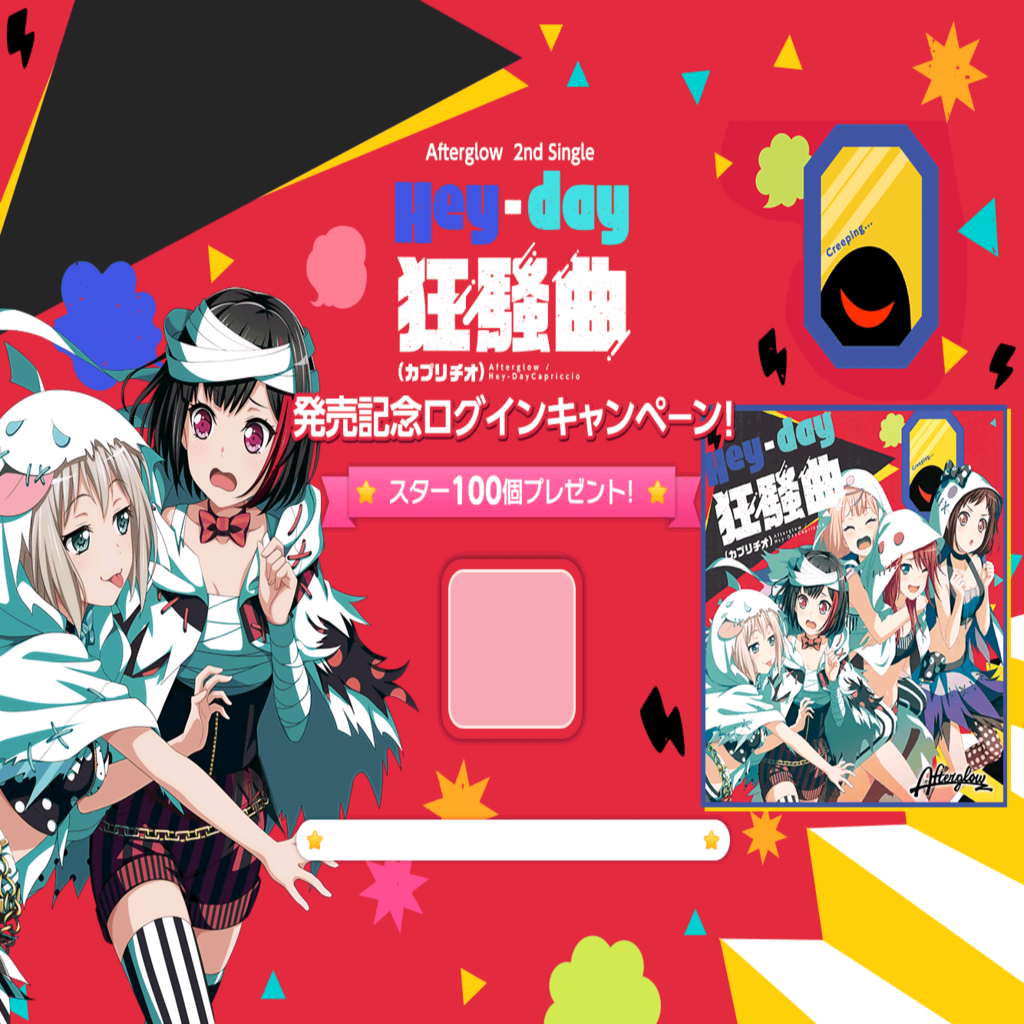 Afterglow 2nd Single
Hey-day
狂騒曲
(カプリチオ)
Afterglow /
Hey-DayCapriccio
発売記念ログインキャンペーン!
スター100個プレゼント!
Creeping...
Hey-day
狂騒曲
(カプリチオ)
Creeping...
Afterglow